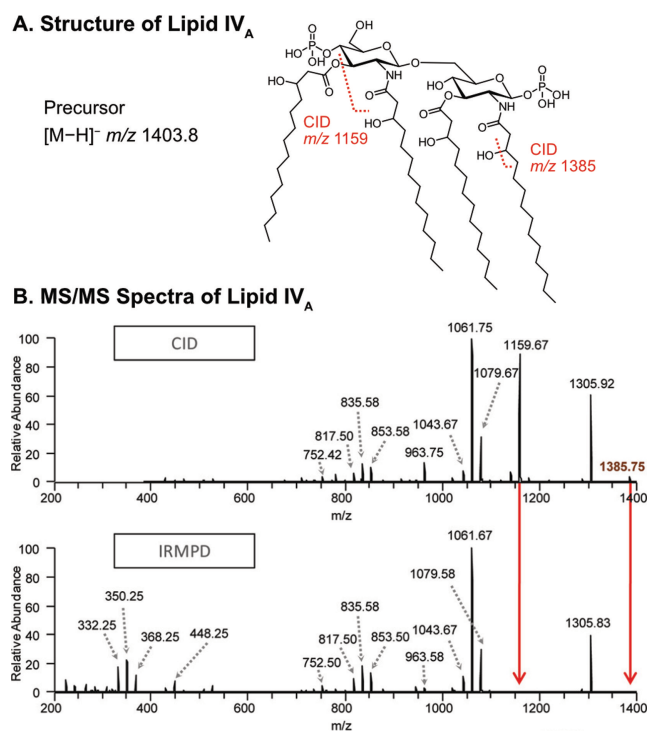 A. Structure of Lipid IVA
HO
O
P
OH
O
HO
O
O
HO
O
O
O
NH
O
HO
HO
O
O
O
NH
O
HO
O
HO
O
O
P
OH
OH
Precursor
[M−H]⁻ m/z 1403.8
CID
m/z 1159
CID
m/z 1385
B. MS/MS Spectra of Lipid IVA
CID
Relative Abundance
100
80
60
40
20
0
752.42
817.50
835.58
853.58
963.75
1043.67
1061.75
1079.67
1159.67
1305.92
1385.75
200 400 600 800 1000 1200 1400
m/z
IRMPD
Relative Abundance
100
80
60
40
20
0
332.25
350.25
368.25
448.25
752.50
817.50
835.58
853.50
963.58
1043.67
1061.67
1079.58
1305.83
200 400 600 800 1000 1200 1400
m/z